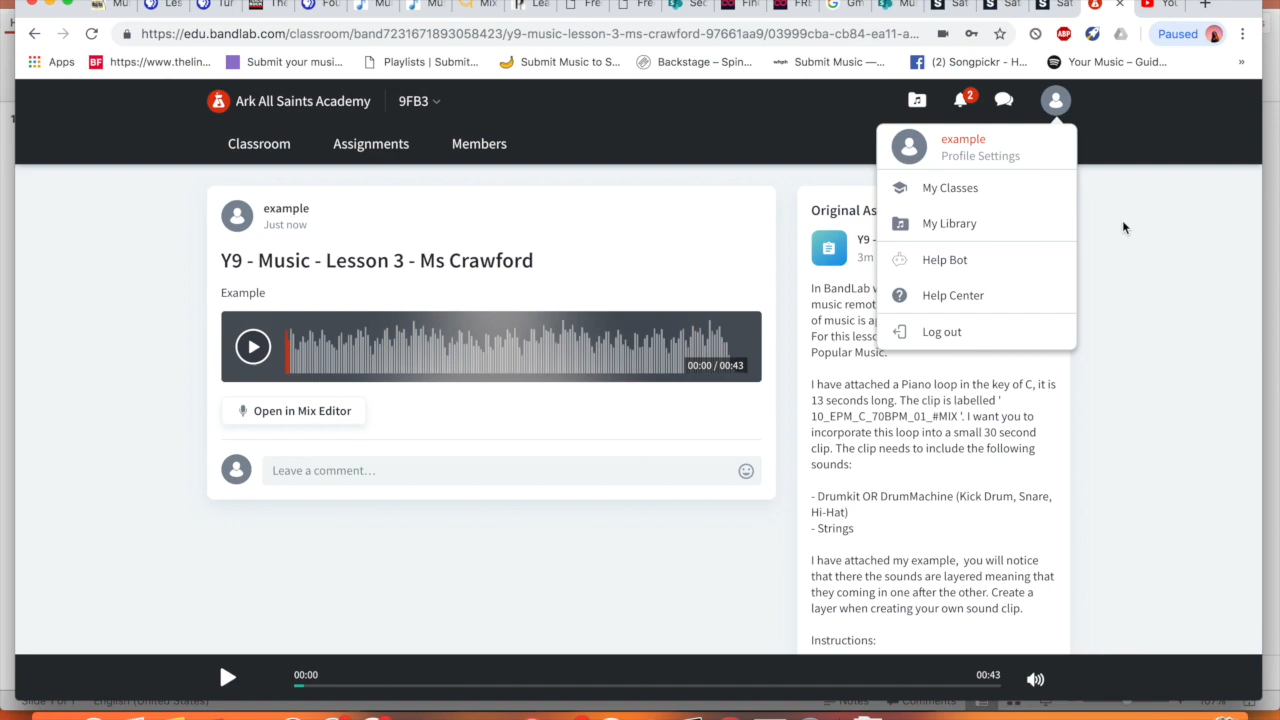 https://edu.bandlab.com/classroom/band7231671893058423/y9-music-lesson-3-ms-crawford-97661aa9/03999cba-cb84-ea11-a...
ABP
Paused
Apps
BF
https://www.thelin...
Submit your musi...
Playlists | Submit...
Submit Music to S...
Backstage – Spin...
Submit Music —...
(2) Songpickr - H...
Your Music – Guid...
»
Ark All Saints Academy
9FB3
2
Classroom
Assignments
Members
example
Profile Settings
My Classes
My Library
Help Bot
Help Center
Log out
example
Just now
Y9 - Music - Lesson 3 - Ms Crawford
Example
00:00 / 00:43
Open in Mix Editor
Leave a comment...
Original As
Y9 -
3m
In BandLab
music remot
of music is a
For this less
Popular Music.
I have attached a Piano loop in the key of C, it is
13 seconds long. The clip is labelled '
10_EPM_C_70BPM_01_#MIX '. I want you to
incorporate this loop into a small 30 second
clip. The clip needs to include the following
sounds:
- Drumkit OR DrumMachine (Kick Drum, Snare,
Hi-Hat)
- Strings
I have attached my example,  you will notice
that there the sounds are layered meaning that
they coming in one after the other. Create a
layer when creating your own sound clip.
Instructions:
00:00
00:43
English (United States)
Notes
Comments
107%